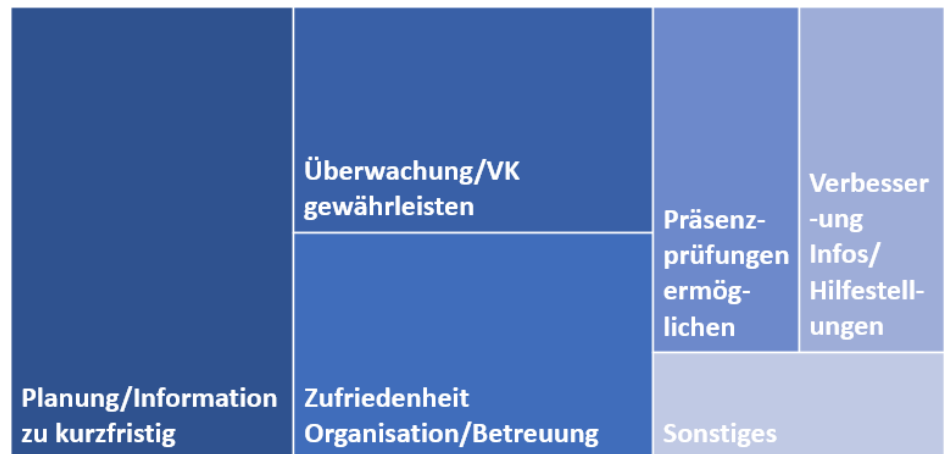 Planung/Information
zu kurzfristig
Überwachung/VK
gewährleisten
Zufriedenheit
Organisation/Betreuung
Präsenz-
prüfungen
ermög-
lichen
Verbesser
-ung
Infos/
Hilfestell-
ungen
Sonstiges